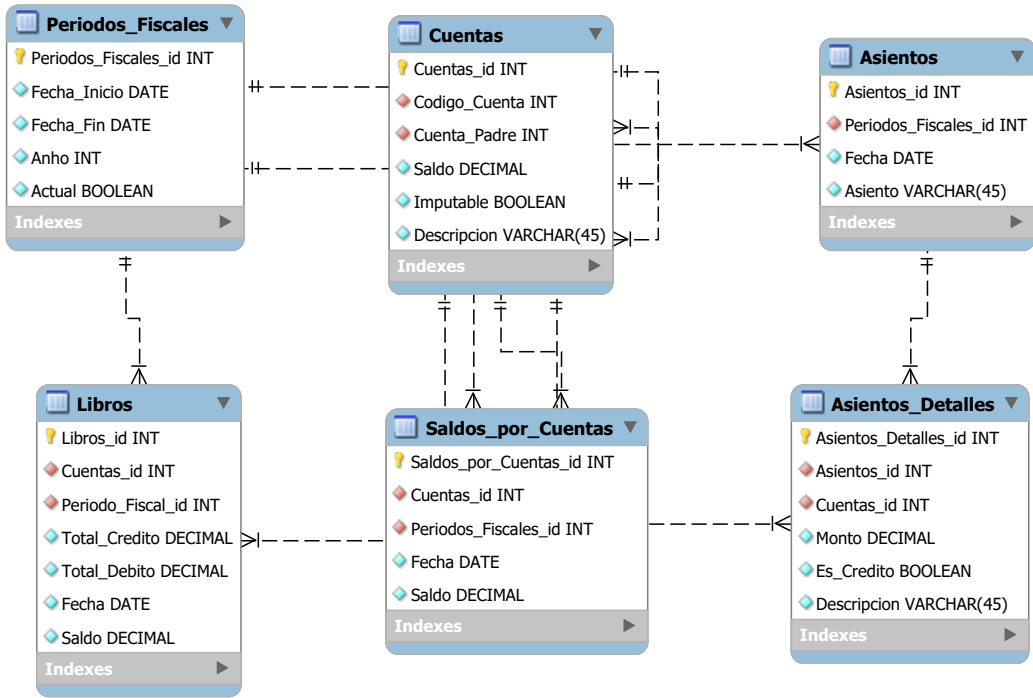 Periodos_Fiscales
Periodos_Fiscales_id INT
Fecha_Inicio DATE
Fecha_Fin DATE
Anho INT
Actual BOOLEAN
Indexes
Cuentas
Cuentas_id INT
Codigo_Cuenta INT
Cuenta_Padre INT
Saldo DECIMAL
Imputable BOOLEAN
Descripcion VARCHAR(45)
Indexes
Asientos
Asientos_id INT
Periodos_Fiscales_id INT
Fecha DATE
Asiento VARCHAR(45)
Indexes
Libros
Libros_id INT
Cuentas_id INT
Periodo_Fiscal_id INT
Total_Credito DECIMAL
Total_Debito DECIMAL
Fecha DATE
Saldo DECIMAL
Indexes
Saldos_por_Cuentas
Saldos_por_Cuentas_id INT
Cuentas_id INT
Periodos_Fiscales_id INT
Fecha DATE
Saldo DECIMAL
Indexes
Asientos_Detalles
Asientos_Detalles_id INT
Asientos_id INT
Cuentas_id INT
Monto DECIMAL
Es_Credito BOOLEAN
Descripcion VARCHAR(45)
Indexes